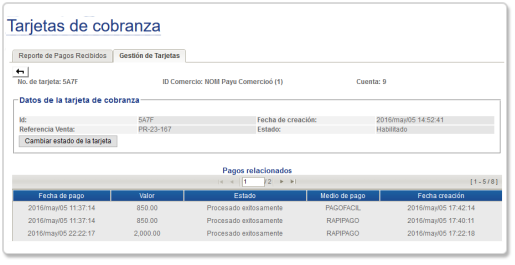 Tarjetas de cobranza
Reporte de Pagos Recibidos Gestión de Tarjetas
No. de tarjeta: 5A7F ID Comercio: NOM Payu Comerció (1) Cuenta: 9
Datos de la tarjeta de cobranza
Id: 5A7F Fecha de creación: 2016/may/05 14:52:41
Referencia Venta: PR-23-167 Estado: Habilitado
Cambiar estado de la tarjeta
Pagos relacionados
1 /2 [1 - 5 / 8]
Fecha de pago Valor Estado Medio de pago Fecha creación
2016/may/05 11:37:14 850.00 Procesado exitosamente PAGOFACIL 2016/may/05 17:42:14
2016/may/05 11:37:14 850.00 Procesado exitosamente RAPIPAGO 2016/may/05 17:40:11
2016/may/05 22:22:17 2,000.00 Procesado exitosamente RAPIPAGO 2016/may/05 17:22:18